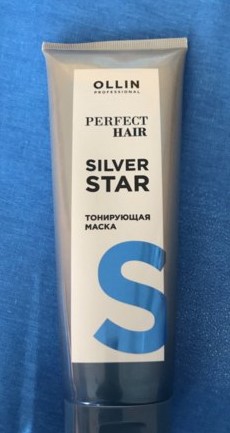 OLLIN
PROFESSIONAL
PERFECT
HAIR
SILVER
STAR
ТОНИРУЮЩАЯ
МАСКА
S